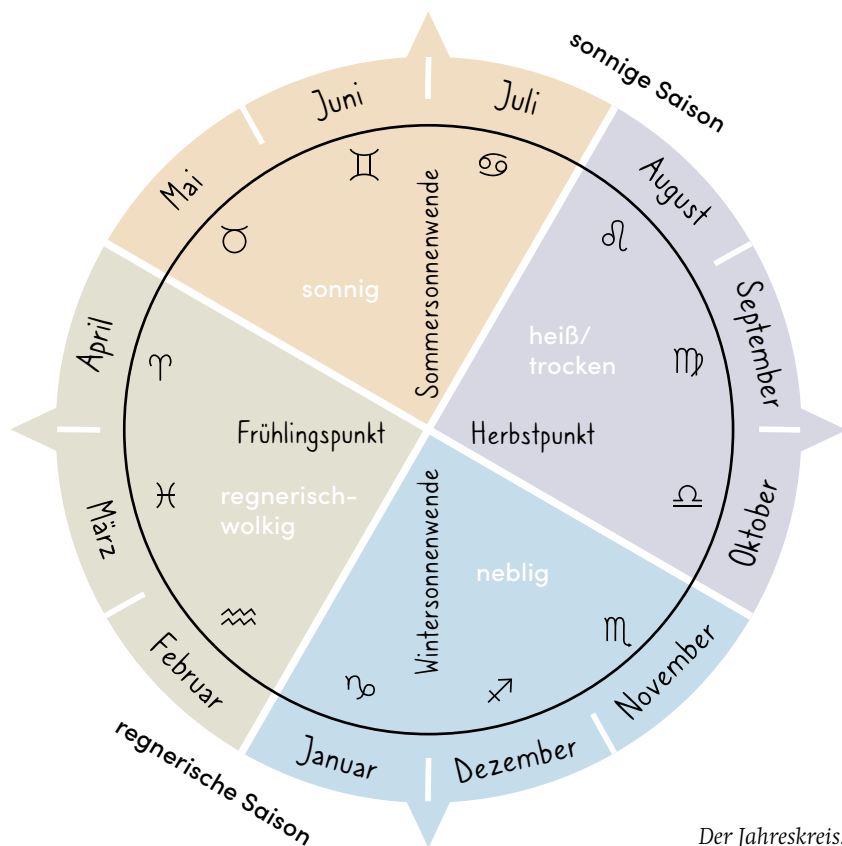 sonnige Saison
Juni
Juli
Mai
August
♊
♋
♉
♌
Sommersonnenwende
sonnig
September
April
heiß/
trocken
♈
♍
Frühlingspunkt
Herbstpunkt
regnerisch-
wolkig
♓
♎
März
Oktober
Wintersonnenwende
neblig
♒
♏
Februar
November
♑
♐
Januar
Dezember
regnerische Saison
Der Jahreskreis.